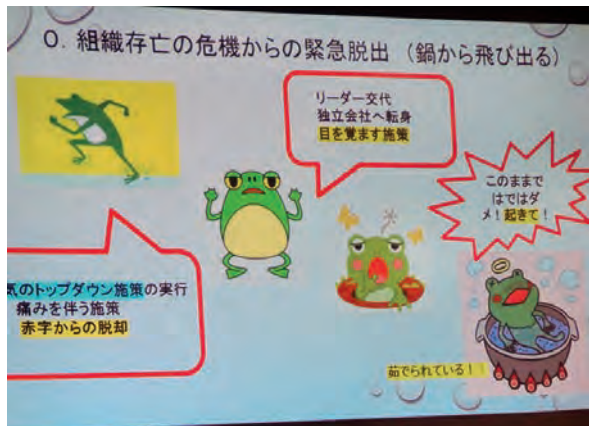 0. 組織存亡の危機からの緊急脱出 （鍋から飛び出る）
リーダー交代
独立会社へ転身
目を覚ます施策
このままで
はではダ
メ！起きて！
気のトップダウン施策の実行
痛みを伴う施策
赤字からの脱却
茹でられている！！